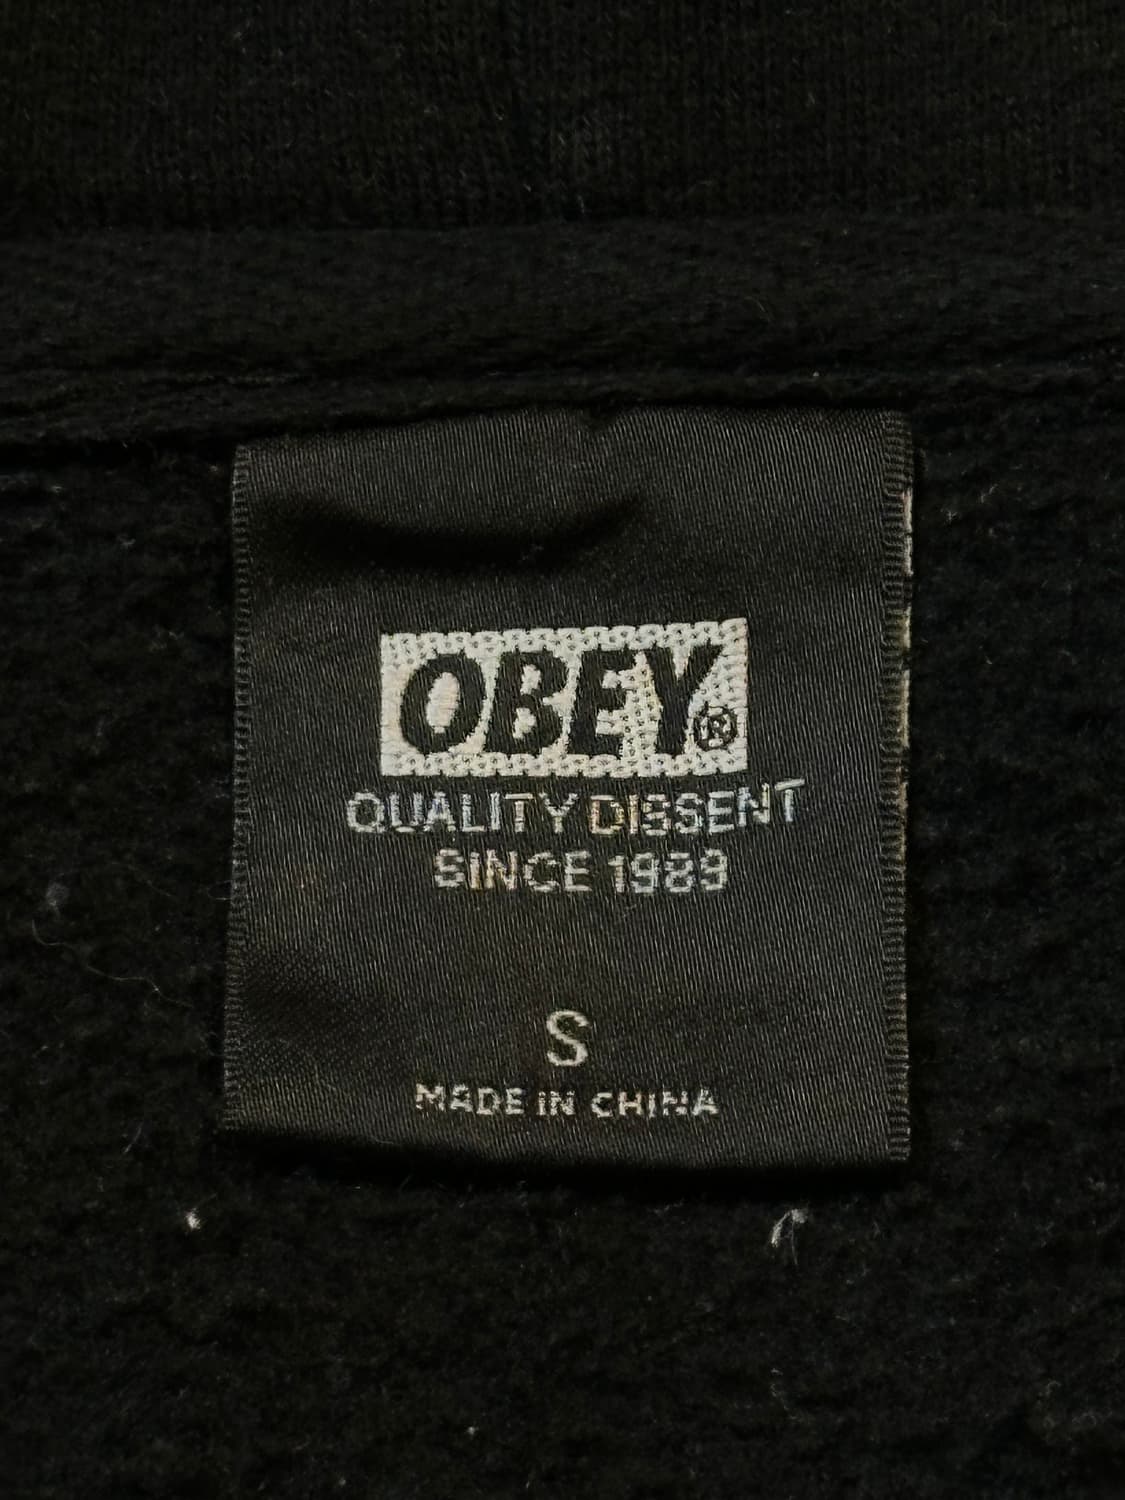 OBEY®
QUALITY DISSENT
SINCE 1989
S
MADE IN CHINA